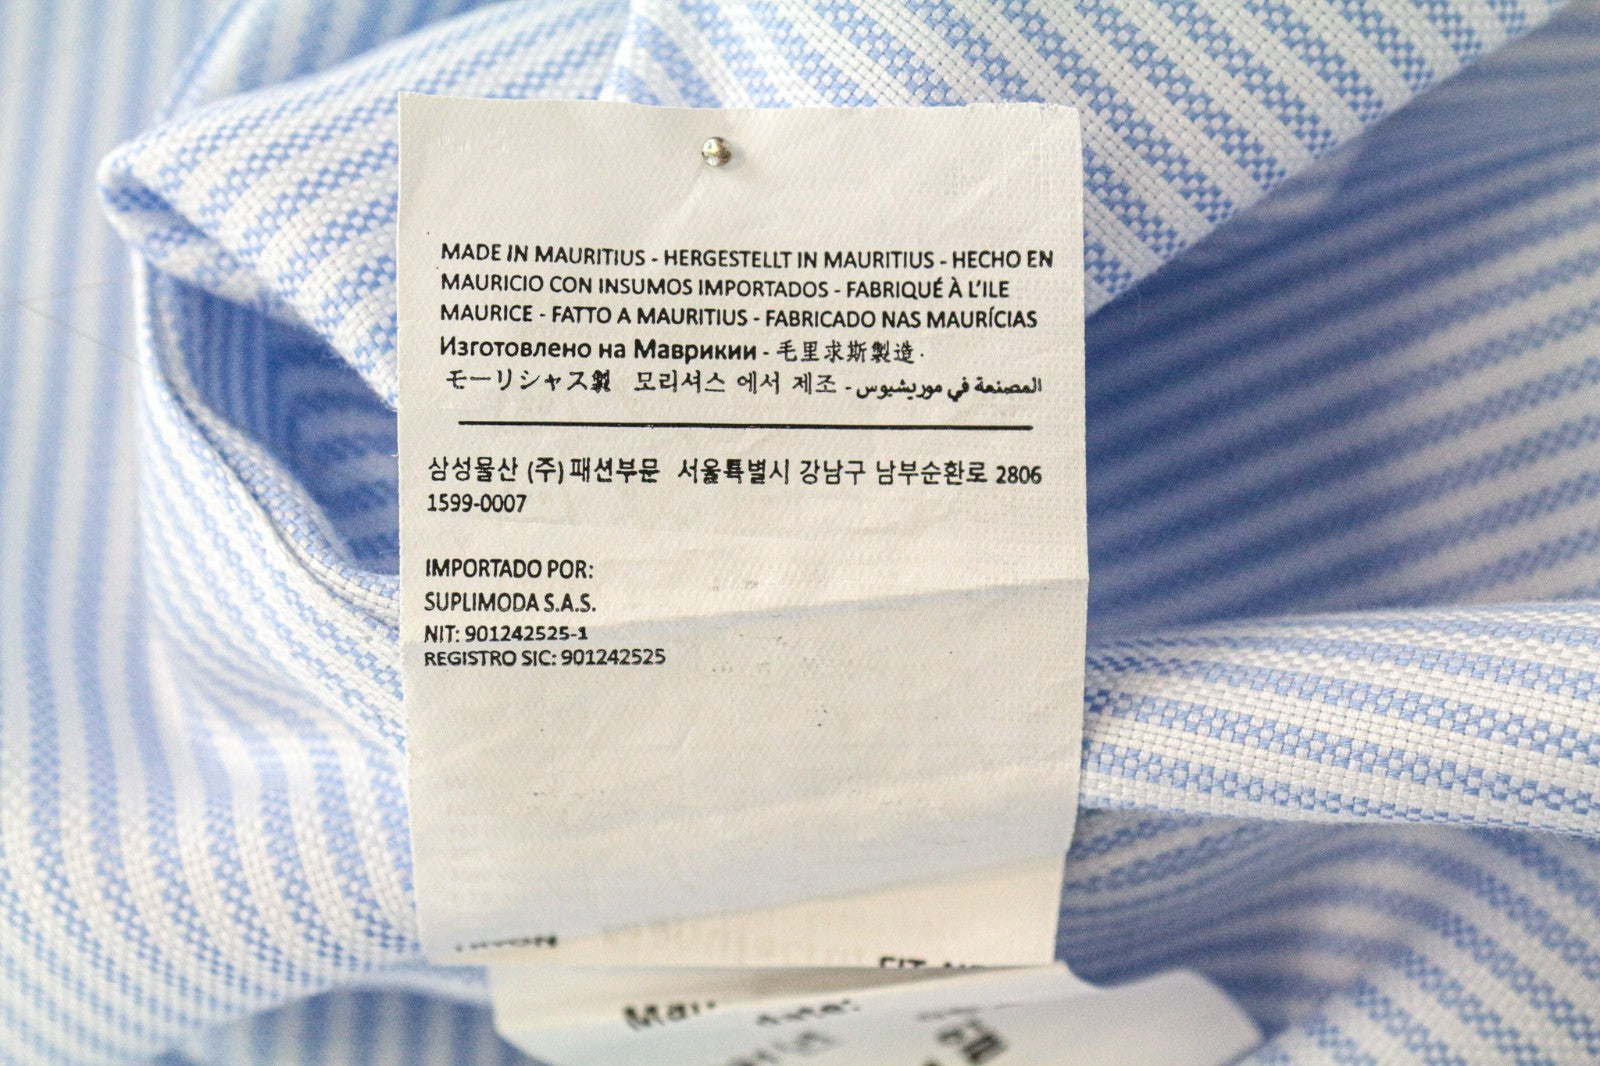 MADE IN MAURITIUS - HERGESTELLT IN MAURITIUS - HECHO EN
MAURICIO CON INSUMOS IMPORTADOS - FABRIQUÉ À L'ILE
MAURICE - FATTO A MAURITIUS - FABRICADO NAS MAURÍCIAS
Изготовлено на Маврикии - 毛里求斯製造 ·
モーリシャス製 모리셔스 에서 제조 - المصنعة في موريشيوس
삼성물산 (주) 패션부문 서울특별시 강남구 남부순환로 2806
1599-0007
IMPORTADO POR:
SUPLIMODA S.A.S.
NIT: 901242525-1
REGISTRO SIC: 901242525